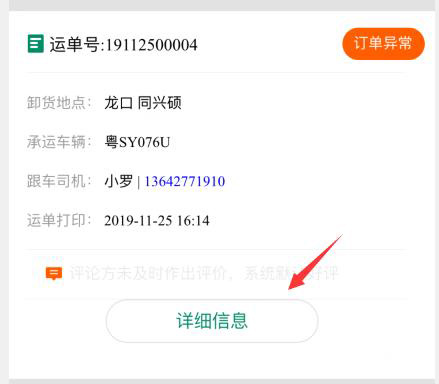 运单号:19112500004
订单异常
卸货地点： 龙口 同兴硕
承运车辆： 粤SY076U
跟车司机： 小罗 | 13642771910
运单打印： 2019-11-25 16:14
评论方未及时作出评价，系统默认好评
详细信息